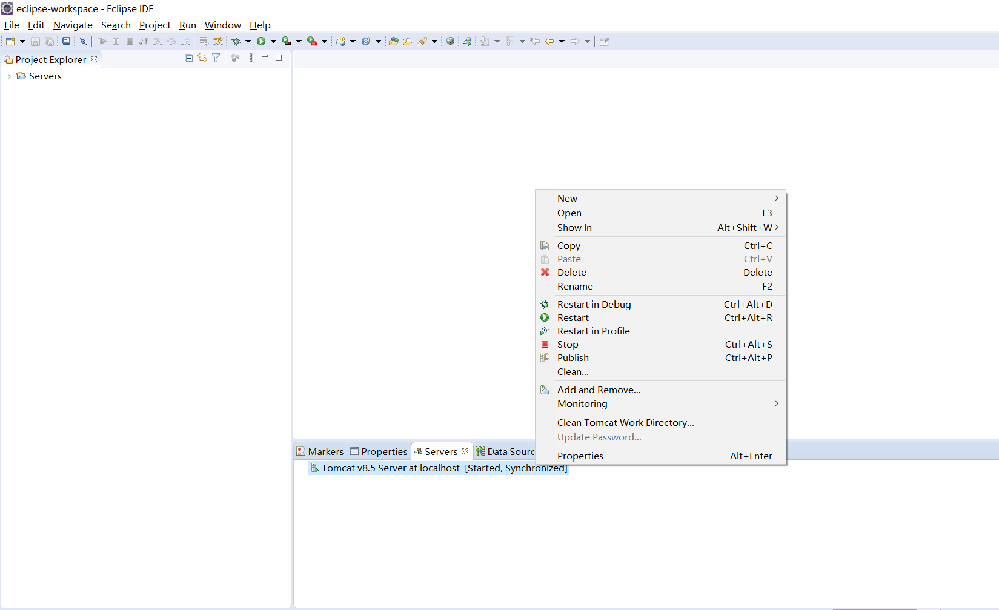 eclipse-workspace - Eclipse IDE
File Edit Navigate Search Project Run Window Help
Project Explorer
Servers
New
Open F3
Show In Alt+Shift+W
Copy Ctrl+C
Paste Ctrl+V
Delete Delete
Rename F2
Restart in Debug Ctrl+Alt+D
Restart Ctrl+Alt+R
Restart in Profile
Stop Ctrl+Alt+S
Publish Ctrl+Alt+P
Clean...
Add and Remove...
Monitoring
Clean Tomcat Work Directory...
Update Password...
Properties Alt+Enter
Markers Properties Servers Data Sourc
Tomcat v8.5 Server at localhost [Started, Synchronized]